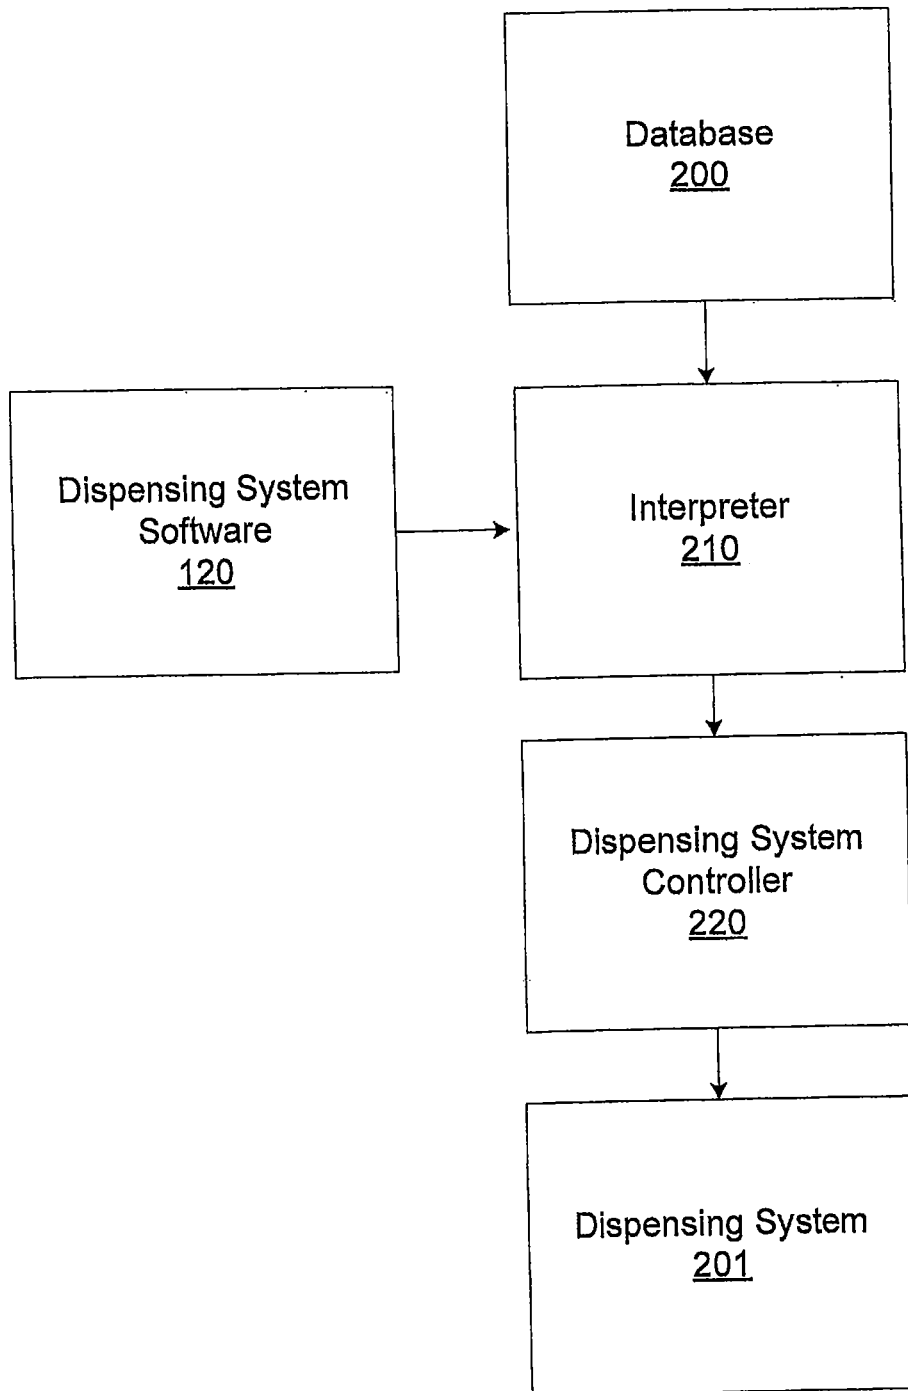 Database
200
Dispensing System
Software
120
Interpreter
210
Dispensing System
Controller
220
Dispensing System
201